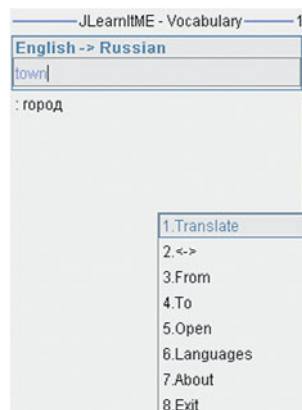 JLearnItME - Vocabulary 1
English -> Russian
town
: город
1.Translate
2.<->
3.From
4.To
5.Open
6.Languages
7.About
8.Exit